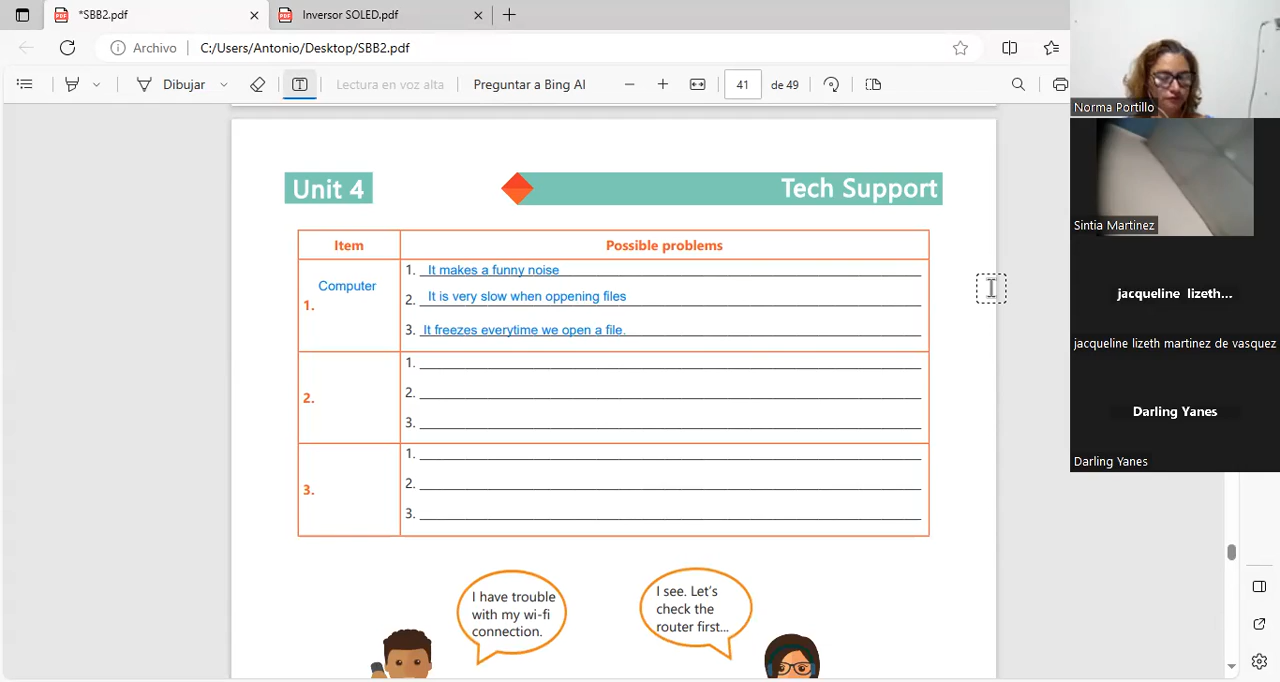 *SBB2.pdf
Inversor SOLED.pdf
Archivo C:/Users/Antonio/Desktop/SBB2.pdf
Dibujar Lectura en voz alta Preguntar a Bing AI 41 de 49
Unit 4 Tech Support
Item Possible problems
1. Computer
1. It makes a funny noise
2. It is very slow when oppening files
3. It freezes everytime we open a file.
2.
1.
2.
3.
3.
1.
2.
3.
I have trouble
with my wi-fi
connection.
I see. Let's
check the
router first...
Norma Portillo
Sintia Martinez
jacqueline lizeth...
jacqueline lizeth martinez de vasquez
Darling Yanes
Darling Yanes